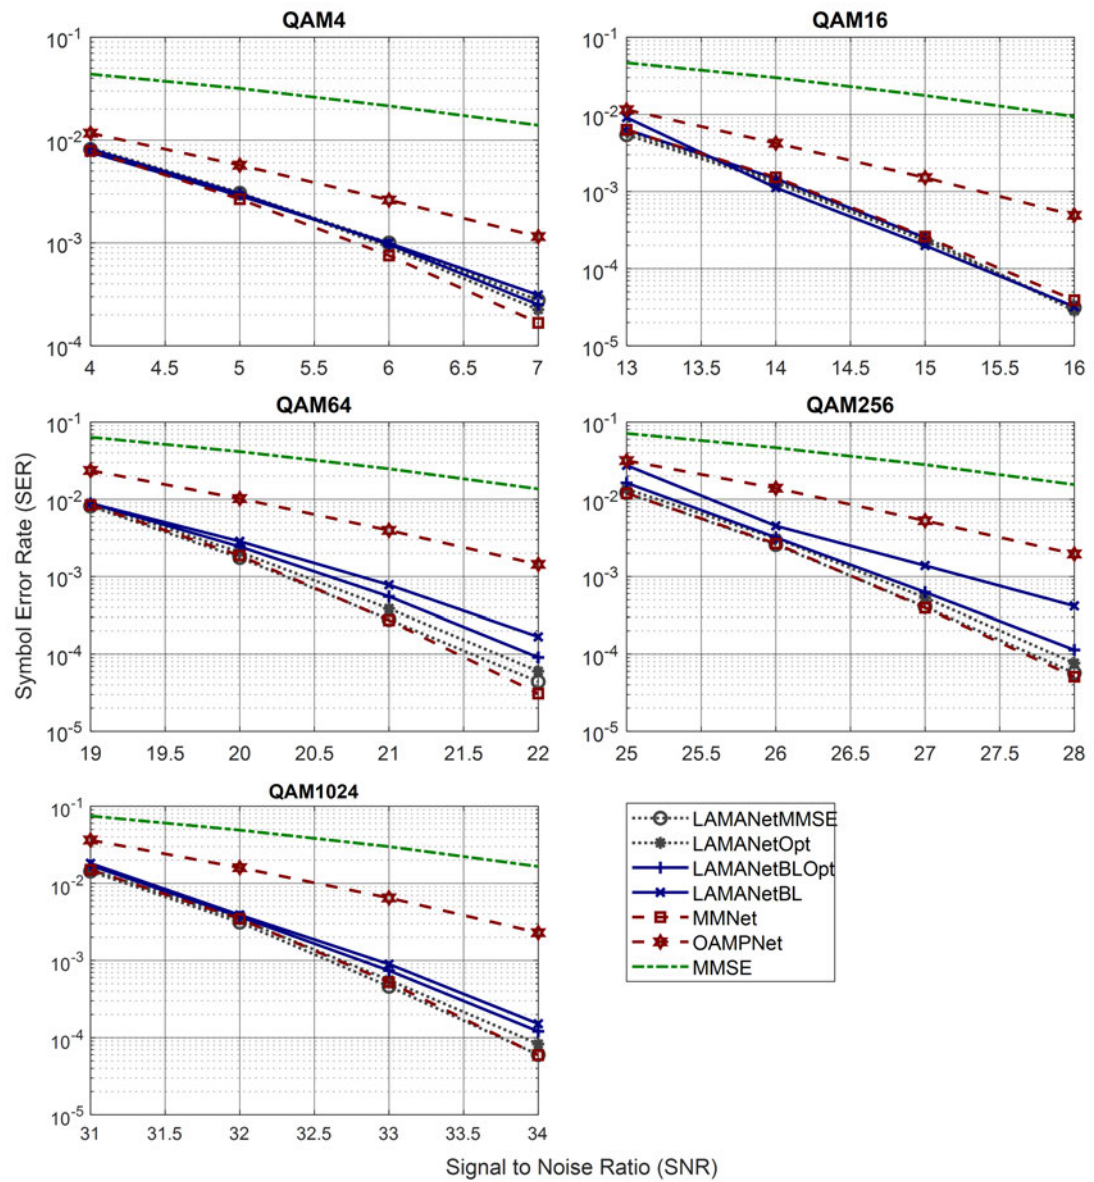 QAM4
10-1
10-2
10-3
10-4
4 4.5 5 5.5 6 6.5 7
QAM16
10-1
10-2
10-3
10-4
10-5
13 13.5 14 14.5 15 15.5 16
QAM64
10-1
10-2
10-3
10-4
10-5
19 19.5 20 20.5 21 21.5 22
QAM256
10-1
10-2
10-3
10-4
10-5
25 25.5 26 26.5 27 27.5 28
Symbol Error Rate (SER)
QAM1024
10-1
10-2
10-3
10-4
10-5
31 31.5 32 32.5 33 33.5 34
LAMANetMMSE
LAMANetOpt
LAMANetBLOpt
LAMANetBL
MMNet
OAMPNet
MMSE
Signal to Noise Ratio (SNR)